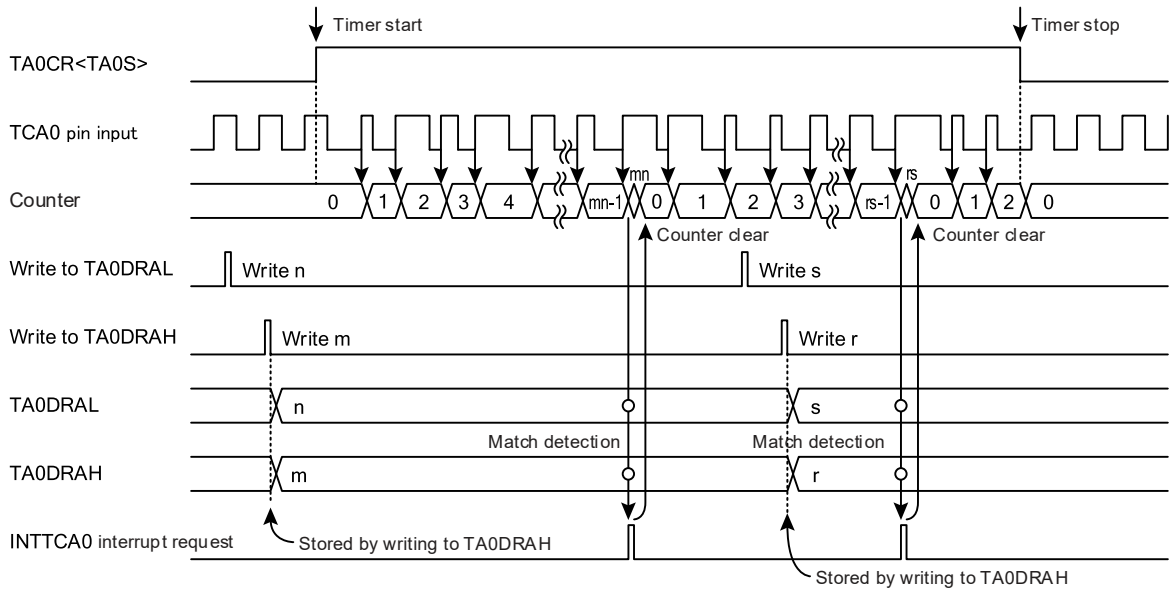 Timer start
Timer stop
TA0CR<TA0S>
TCA0 pin input
mn
rs
Counter
0 1 2 3 4 mn-1 0 1 2 3 rs-1 0 1 2 0
Counter clear
Counter clear
Write to TA0DRAL
Write n
Write s
Write to TA0DRAH
Write m
Write r
TA0DRAL
n
s
Match detection
Match detection
TA0DRAH
m
r
INTTCA0 interrupt request
Stored by writing to TA0DRAH
Stored by writing to TA0DRAH